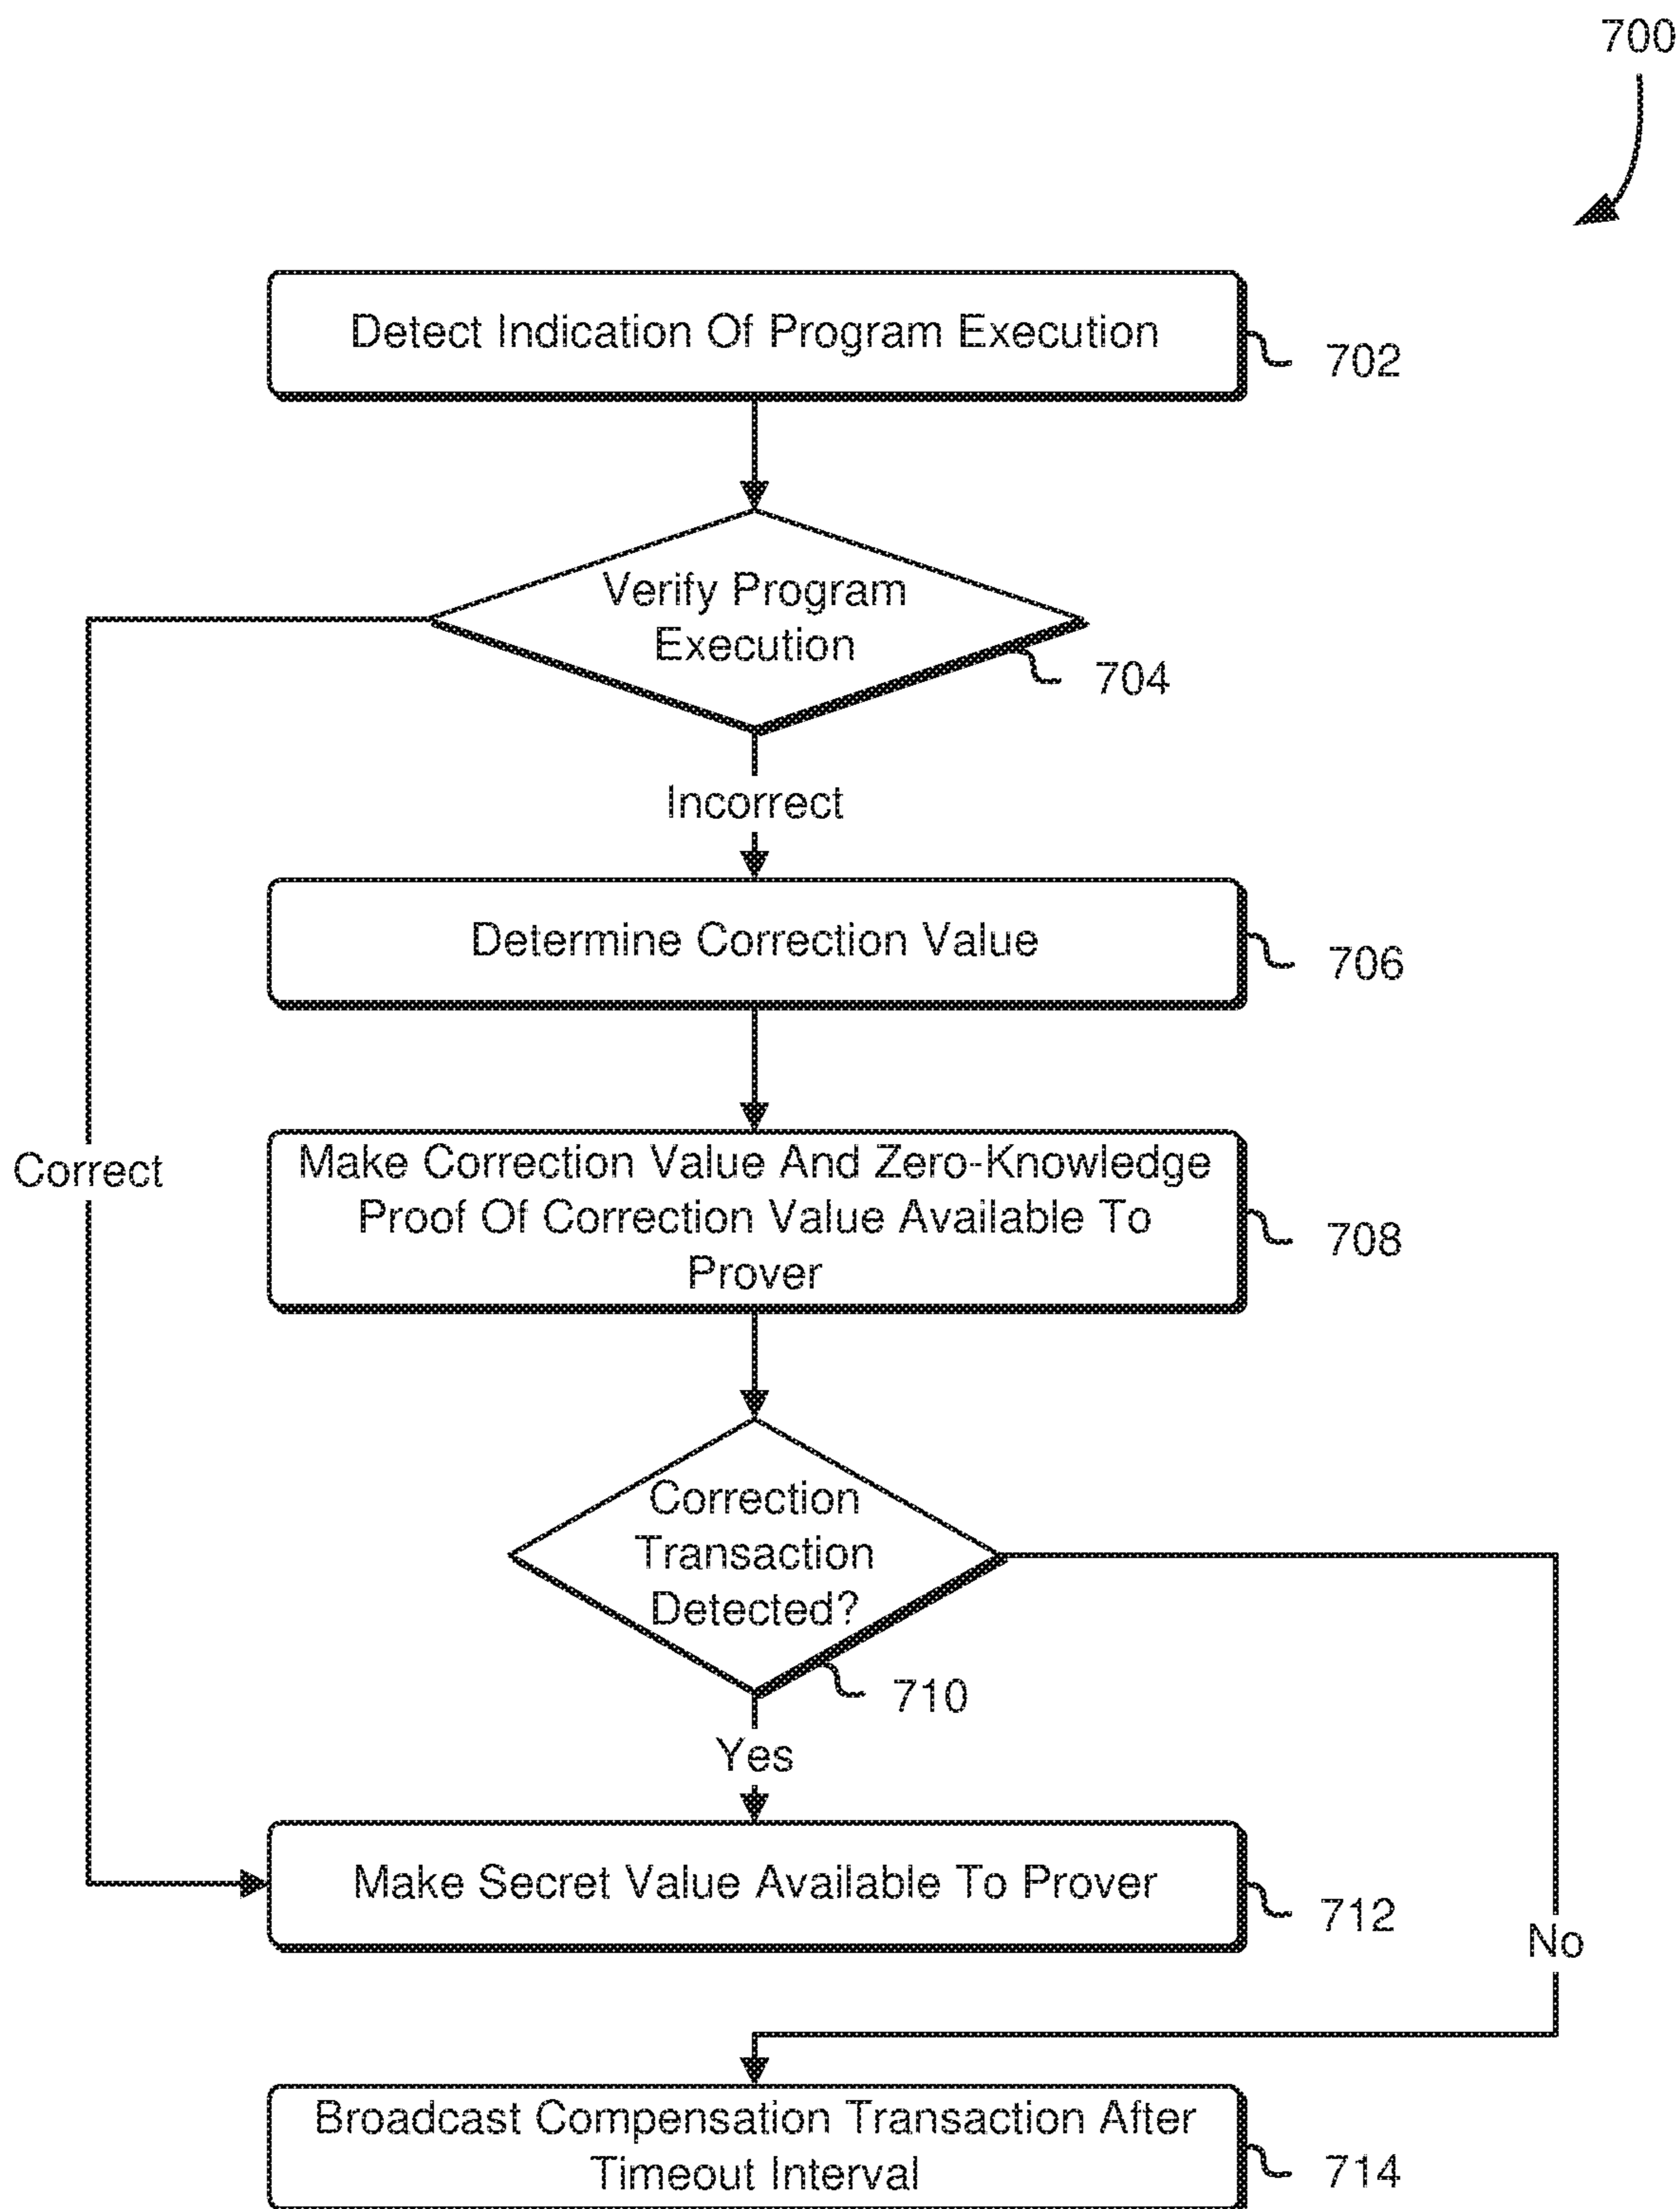 700
Detect Indication Of Program Execution
702
Verify Program
Execution
704
Incorrect
Determine Correction Value
706
Correct
Make Correction Value And Zero-Knowledge
Proof Of Correction Value Available To
Prover
708
Correction
Transaction
Detected?
710
Yes
Make Secret Value Available To Prover
712
No
Broadcast Compensation Transaction After
Timeout Interval
714